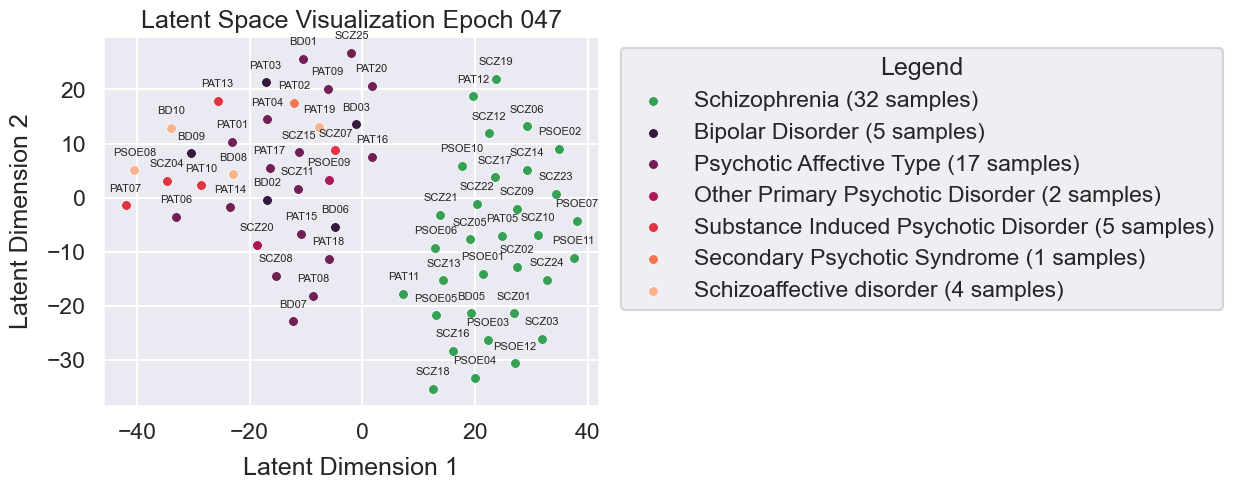 Latent Space Visualization Epoch 047
Latent Dimension 2
20
10
0
−10
−20
−30
BD01
SCZ25
PAT03
PAT09
PAT20
SCZ19
PAT13
PAT02
PAT12
BD10
PAT04
PAT19
BD03
SCZ06
PAT01
SCZ12
BD09
SCZ15
SCZ07
PAT16
PSOE02
PSOE08
SCZ04
PAT10
BD08
PAT17
SCZ11
PSOE09
PSOE10
SCZ17
SCZ14
PAT07
PAT06
PAT14
BD02
SCZ22
SCZ09
SCZ23
SCZ21
PSOE07
SCZ20
PAT15
BD06
PSOE06
SCZ05
PAT05
SCZ10
SCZ08
PAT18
SCZ13
PSOE01
SCZ02
PSOE11
SCZ24
PAT08
PAT11
BD07
PSOE05
BD05
SCZ01
SCZ16
PSOE03
SCZ03
SCZ18
PSOE04
PSOE12
−40
−20
0
20
40
Latent Dimension 1
Legend
Schizophrenia (32 samples)
Bipolar Disorder (5 samples)
Psychotic Affective Type (17 samples)
Other Primary Psychotic Disorder (2 samples)
Substance Induced Psychotic Disorder (5 samples)
Secondary Psychotic Syndrome (1 samples)
Schizoaffective disorder (4 samples)